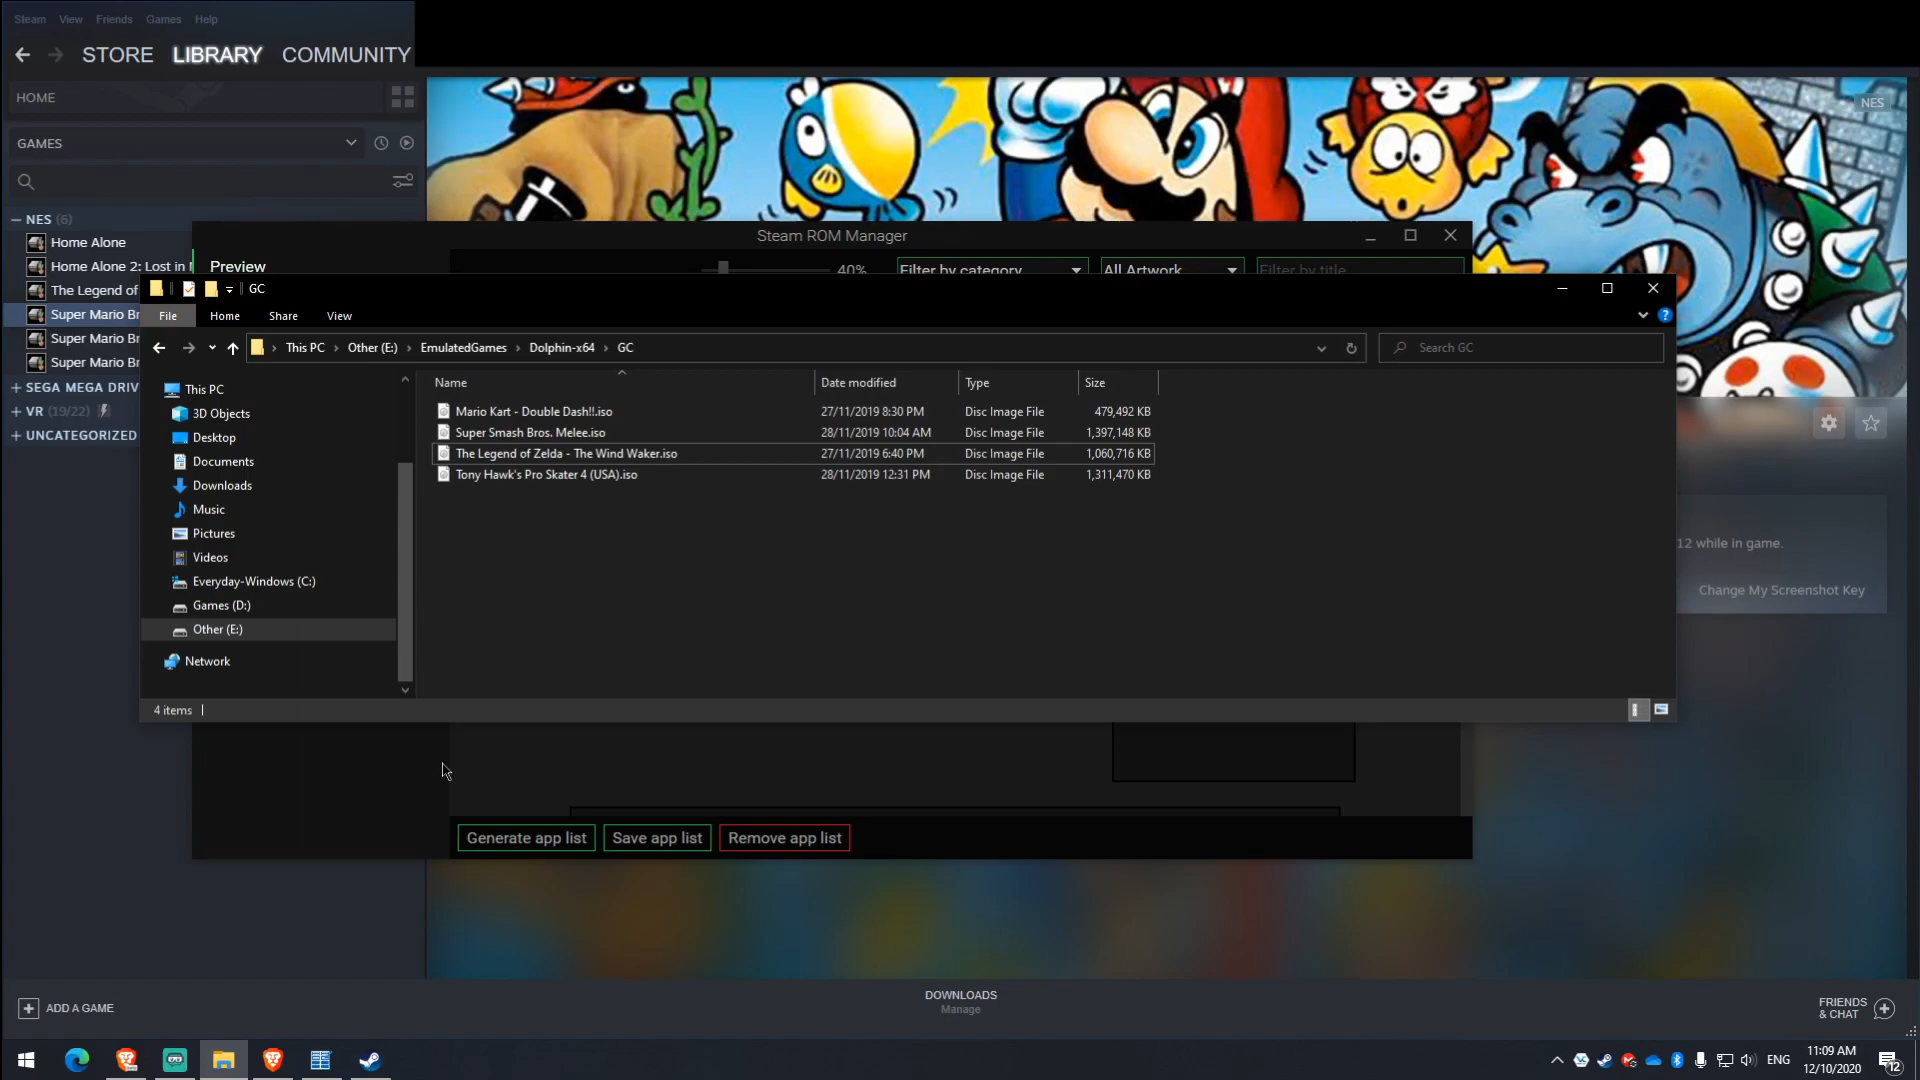 Steam View Friends Games Help
STORE LIBRARY COMMUNITY
HOME
GAMES
NES (6)
Home Alone
Home Alone 2: Lost in
The Legend of
Super Mario Br
Super Mario Br
Super Mario Br
SEGA MEGA DRIV
VR (19/22)
UNCATEGORIZED
NES
Steam ROM Manager
Preview
40%
Filter by category
All Artwork
Filter by title
GC
File Home Share View
This PC > Other (E:) > EmulatedGames > Dolphin-x64 > GC
Search GC
This PC
3D Objects
Desktop
Documents
Downloads
Music
Pictures
Videos
Everyday-Windows (C:)
Games (D:)
Other (E:)
Network
Name Date modified Type Size
Mario Kart - Double Dash!!.iso 27/11/2019 8:30 PM Disc Image File 479,492 KB
Super Smash Bros. Melee.iso 28/11/2019 10:04 AM Disc Image File 1,397,148 KB
The Legend of Zelda - The Wind Waker.iso 27/11/2019 6:40 PM Disc Image File 1,060,716 KB
Tony Hawk's Pro Skater 4 (USA).iso 28/11/2019 12:31 PM Disc Image File 1,311,470 KB
4 items
12 while in game.
Change My Screenshot Key
Generate app list
Save app list
Remove app list
ADD A GAME
DOWNLOADS
Manage
FRIENDS
& CHAT
ENG
11:09 AM
12/10/2020
12